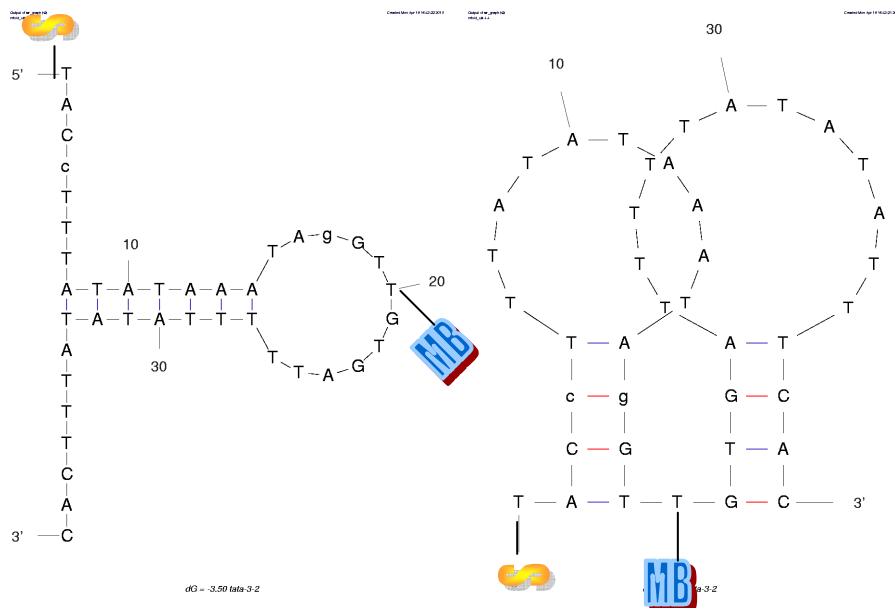 S
5' T
A
C
c
T
T
T
10
A T A T A A A T A g G T T 20
T A T A T T T T T A G T G
30
MB
A
T
T
T
C
A
3' C
dG = -3.50 tata-3-2
30
10
A T A
T A
T A T T A T
T A A T T A
T T A T
T T T T
T A A T
c g G C
C G T A
T A T T G C 3'
S
MB
ta-3-2